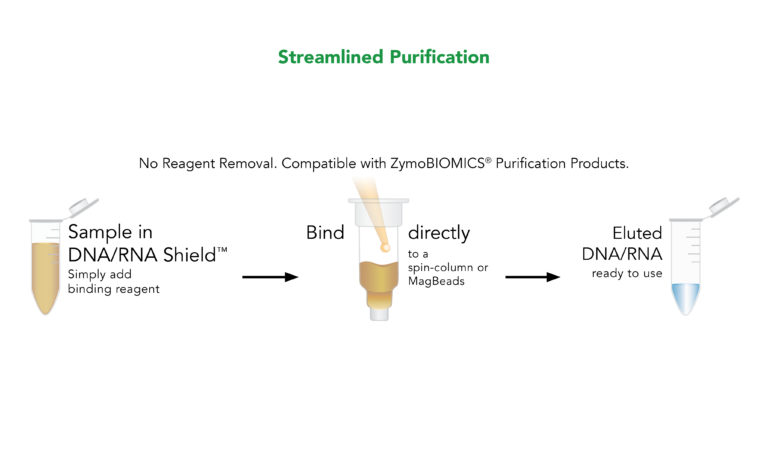 Streamlined Purification
No Reagent Removal. Compatible with ZymoBIOMICS® Purification Products.
Sample in
DNA/RNA Shield™
Simply add
binding reagent
Bind directly
to a
spin-column or
MagBeads
Eluted
DNA/RNA
ready to use